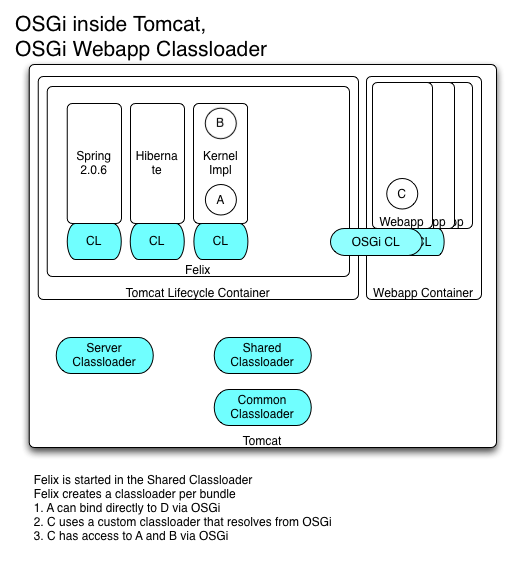 OSGi inside Tomcat,
OSGi Webapp Classloader
B
Spring
2.0.6
Hiberna
te
Kernel
Impl
A
C
Webapp
pp
p
CL
CL
CL
OSGi CL
CL
Felix
Tomcat Lifecycle Container
Webapp Container
Server
Classloader
Shared
Classloader
Common
Classloader
Tomcat
Felix is started in the Shared Classloader
Felix creates a classloader per bundle
1. A can bind directly to D via OSGi
2. C uses a custom classloader that resolves from OSGi
3. C has access to A and B via OSGi